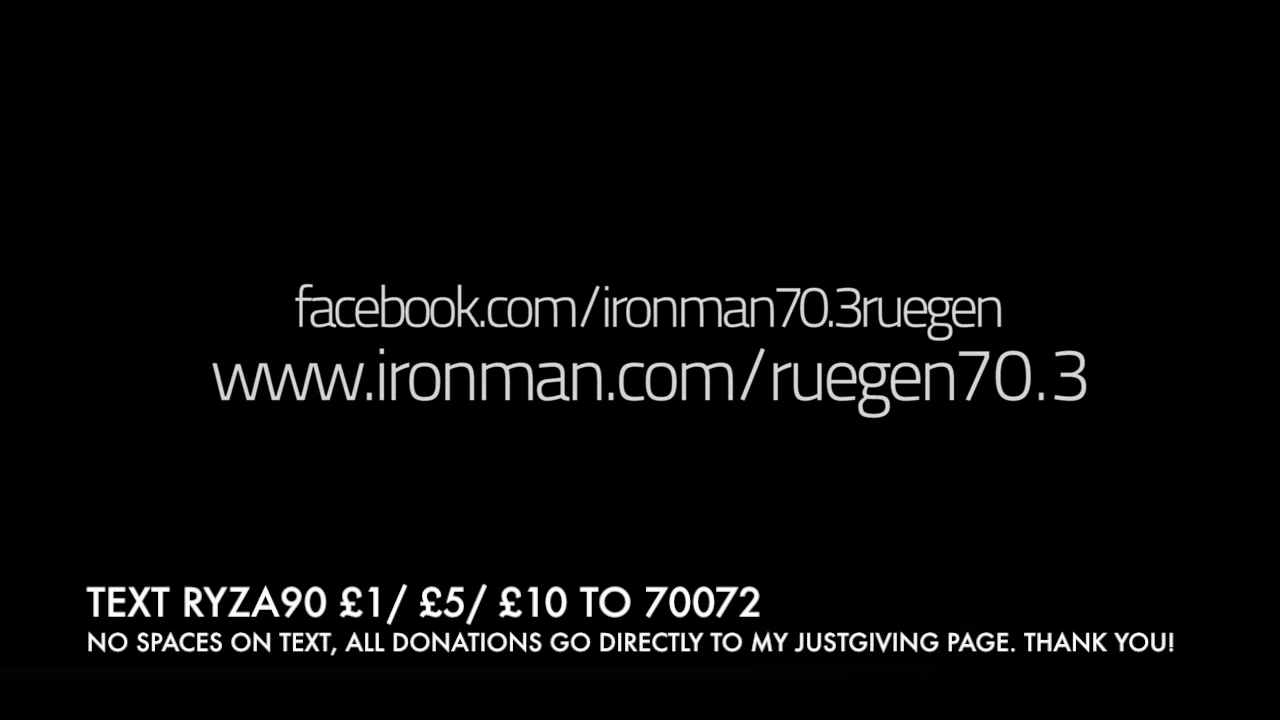 facebook.com/ironman70.3ruegen
www.ironman.com/ruegen70.3
TEXT RYZA90 £1/ £5/ £10 TO 70072
NO SPACES ON TEXT, ALL DONATIONS GO DIRECTLY TO MY JUSTGIVING PAGE. THANK YOU!